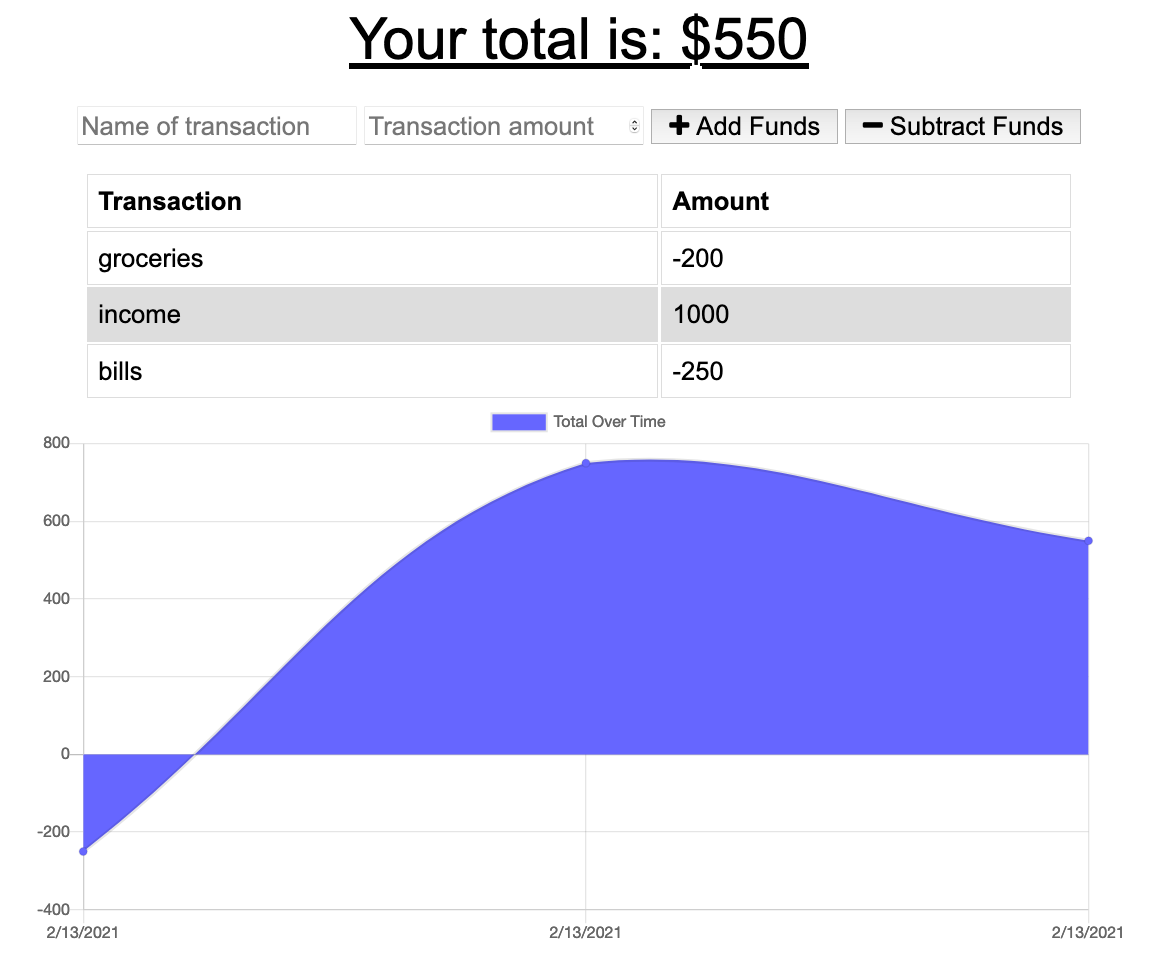 Your total is: $550
Name of transaction Transaction amount Add Funds Subtract Funds
Transaction Amount
groceries -200
income 1000
bills -250
Total Over Time
800
600
400
200
0
-200
-400
2/13/2021 2/13/2021 2/13/2021